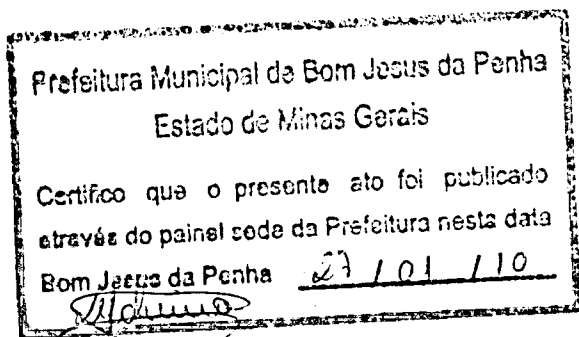 Prefeitura Municipal de Bom Jesus da Penha
Estado de Minas Gerais
Certifico que o presente ato foi publicado
através do painel sede da Prefeitura nesta data
Bom Jesus da Penha 27 / 01 / 10